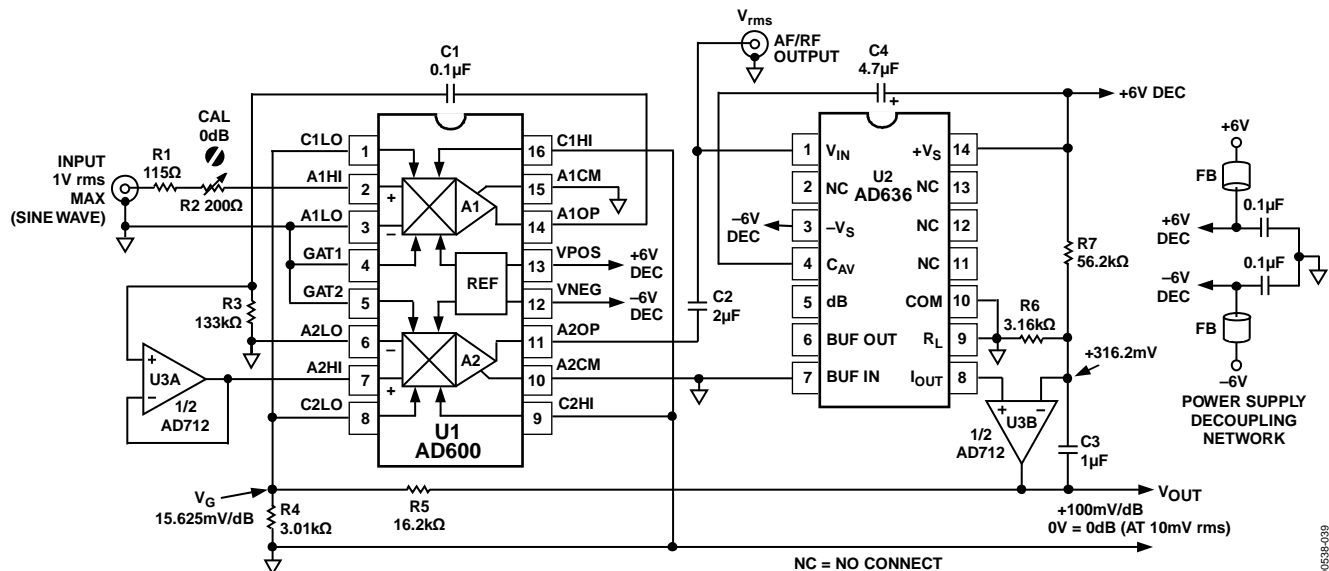 V_rms
AF/RF
OUTPUT
C1
0.1µF
C4
4.7µF
+
+6V DEC
CAL
0dB
INPUT
1V rms
MAX
(SINE WAVE)
R1
115Ω
R2 200Ω
C1LO
1
16
C1HI
A1HI
2
+
A1
15
A1CM
A1LO
3
–
14
A1OP
GAT1
4
REF
13
VPOS
+6V
DEC
GAT2
5
12
VNEG
–6V
DEC
R3
133kΩ
A2LO
6
–
A2
11
A2OP
A2HI
7
+
10
A2CM
C2LO
8
9
C2HI
U1
AD600
+
–
U3A
1/2
AD712
C2
2µF
1
V_IN
+V_S
14
U2
AD636
2
NC
NC
13
–6V
DEC
3
–V_S
NC
12
4
C_AV
NC
11
5
dB
COM
10
6
BUF OUT
R_L
9
7
BUF IN
I_OUT
8
R7
56.2kΩ
R6
3.16kΩ
+316.2mV
+
–
U3B
1/2
AD712
C3
1µF
+6V
FB
0.1µF
+6V
DEC
0.1µF
–6V
DEC
FB
–6V
POWER SUPPLY
DECOUPLING
NETWORK
V_G
15.625mV/dB
R4
3.01kΩ
R5
16.2kΩ
V_OUT
+100mV/dB
0V = 0dB (AT 10mV rms)
NC = NO CONNECT
00538-039